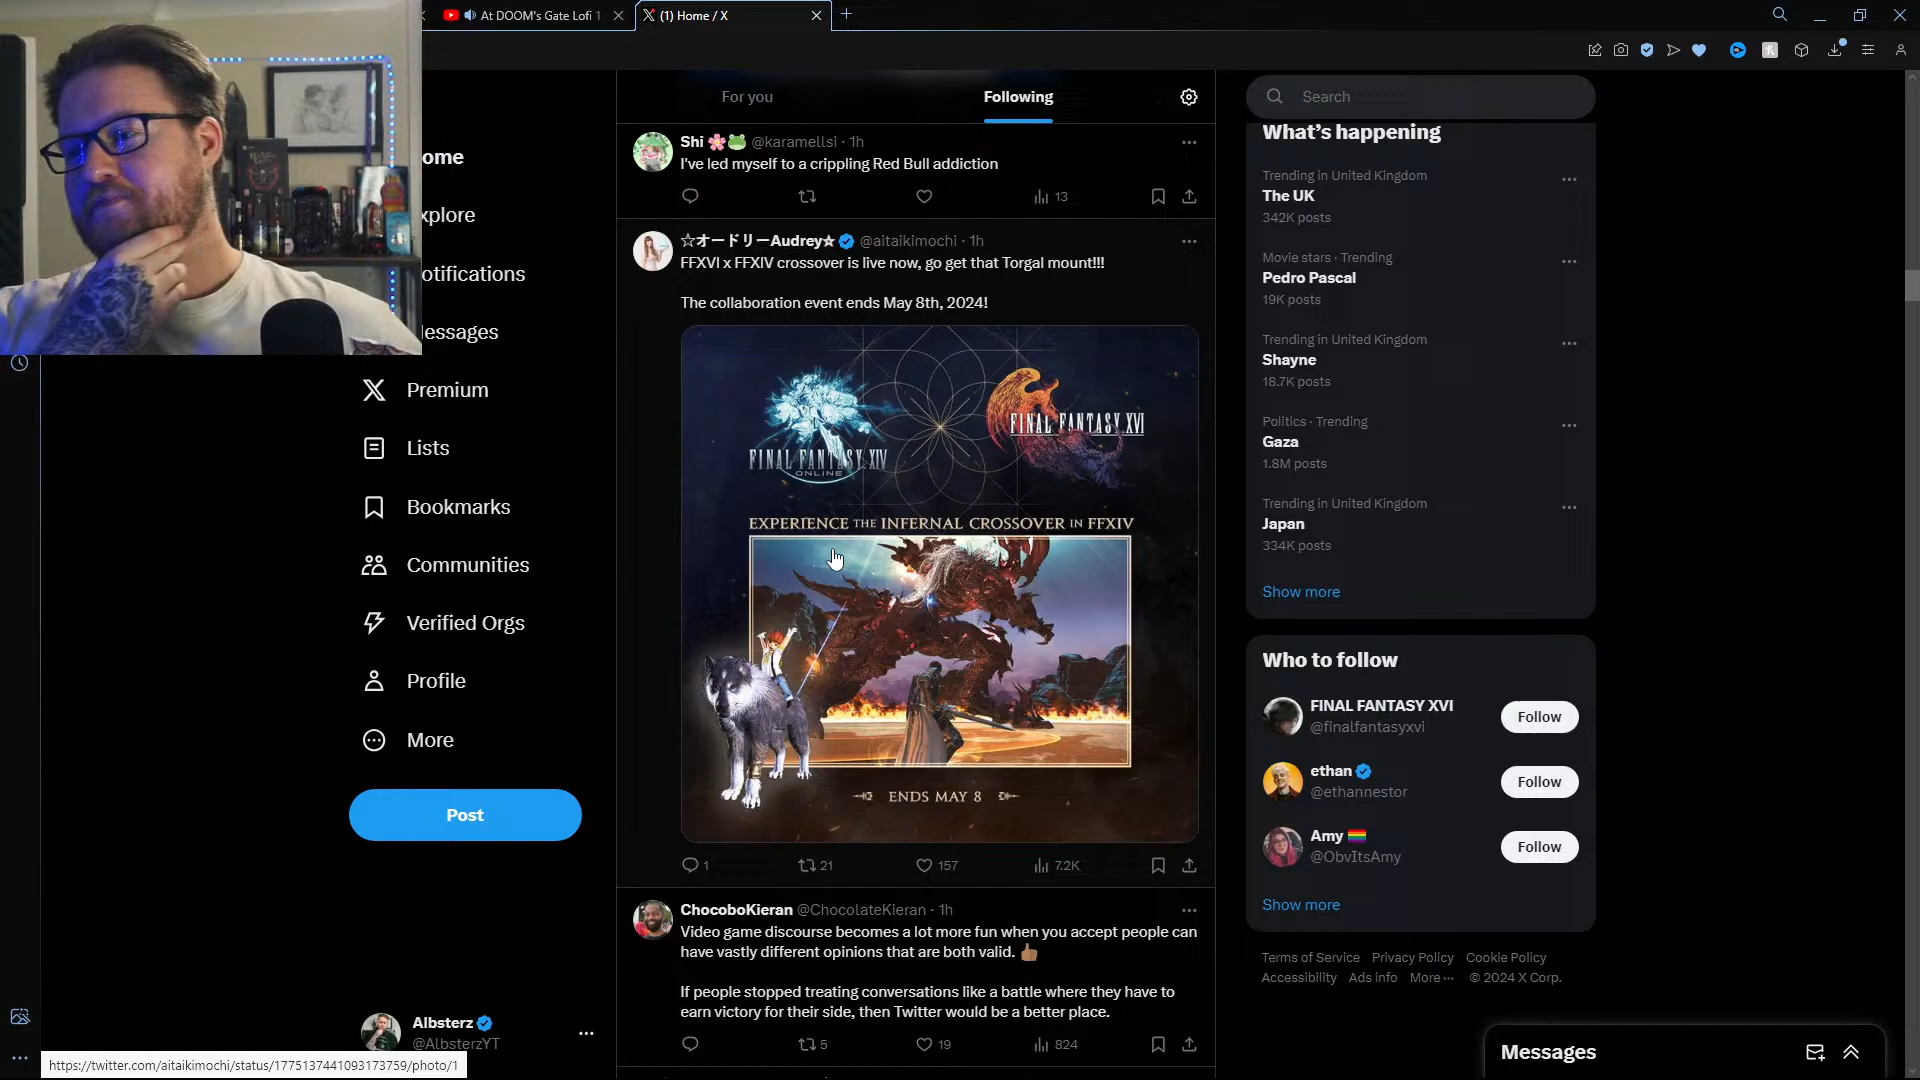 At DOOM's Gate Lofi 1
(1) Home / X
ome
xplore
otifications
essages
Premium
Lists
Bookmarks
Communities
Verified Orgs
Profile
More
Post
Albsterz
@AlbsterzYT
https://twitter.com/aitaikimochi/status/1775137441093173759/photo/1
For you
Following
Shi @karamellsi · 1h
I've led myself to a crippling Red Bull addiction
13
☆オードリーAudrey☆ @aitaikimochi · 1h
FFXVI x FFXIV crossover is live now, go get that Torgal mount!!!
The collaboration event ends May 8th, 2024!
FINAL FANTASY XIV
ONLINE
FINAL FANTASY XVI
EXPERIENCE THE INFERNAL CROSSOVER IN FFXIV
ENDS MAY 8
1
21
157
7.2K
ChocoboKieran @ChocolateKieran · 1h
Video game discourse becomes a lot more fun when you accept people can
have vastly different opinions that are both valid.
If people stopped treating conversations like a battle where they have to
earn victory for their side, then Twitter would be a better place.
5
19
824
Search
What's happening
Trending in United Kingdom
The UK
342K posts
Movie stars · Trending
Pedro Pascal
19K posts
Trending in United Kingdom
Shayne
18.7K posts
Politics · Trending
Gaza
1.8M posts
Trending in United Kingdom
Japan
334K posts
Show more
Who to follow
FINAL FANTASY XVI
@finalfantasyxvi
Follow
ethan
@ethannestor
Follow
Amy
@ObvItsAmy
Follow
Show more
Terms of Service Privacy Policy Cookie Policy
Accessibility Ads info More ··· © 2024 X Corp.
Messages